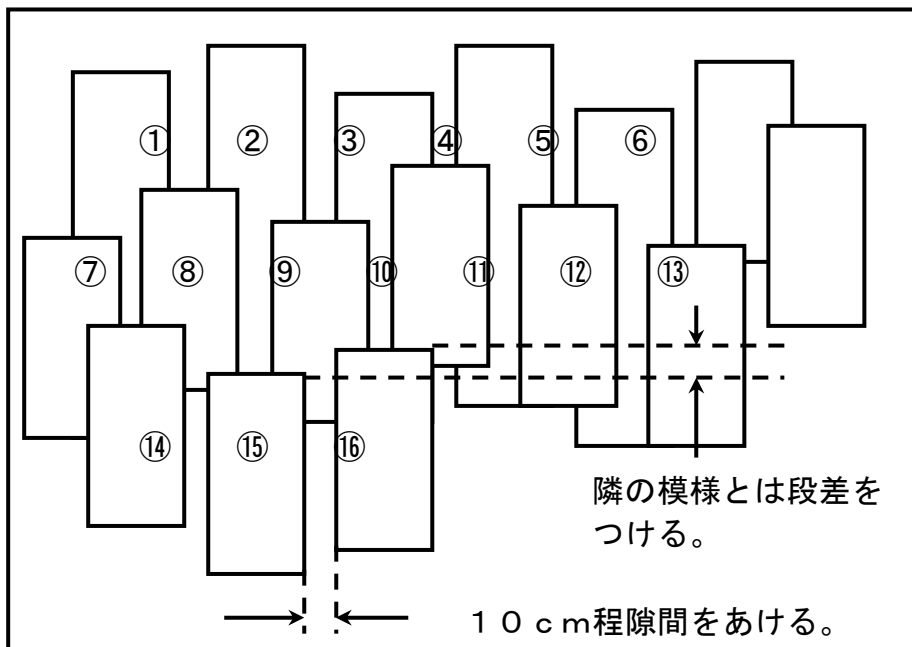 ① ② ③ ④ ⑤ ⑥
⑦ ⑧ ⑨ ⑩ ⑪ ⑫ ⑬
⑭ ⑮ ⑯
隣の模様とは段差を
つける。
１０ｃｍ程隙間をあける。